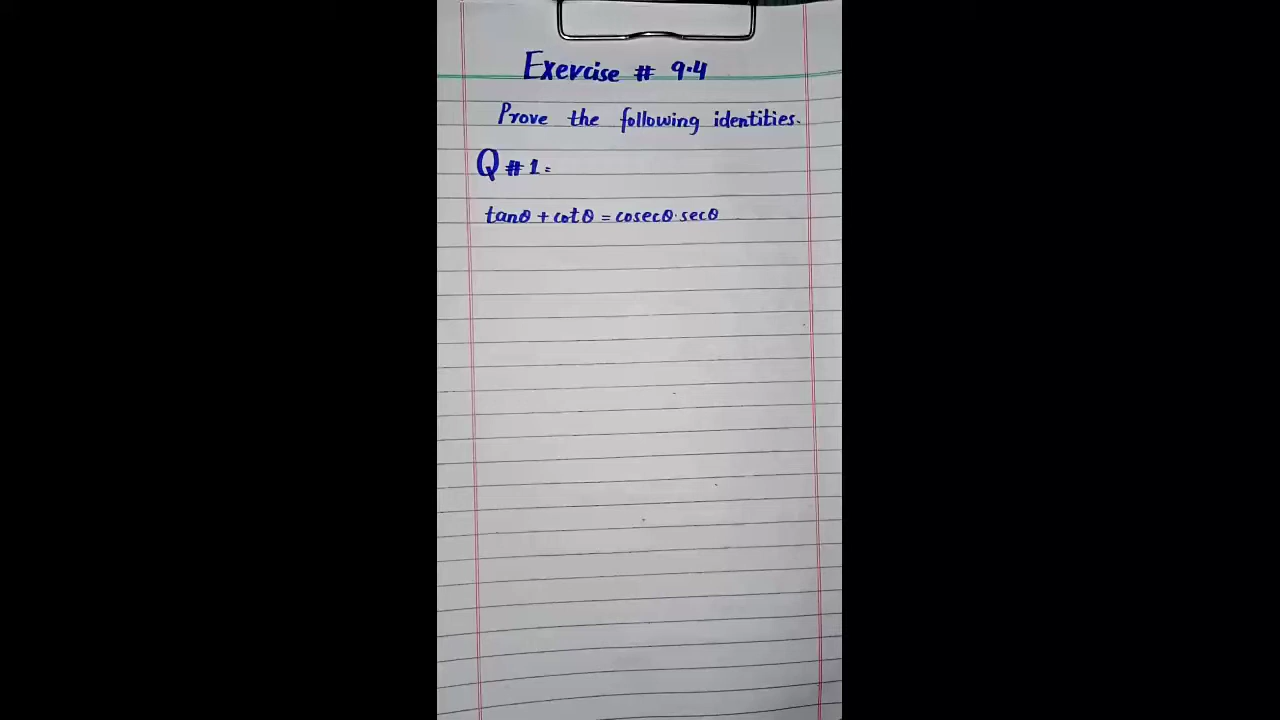 Exercise # 9.4
Prove the following identities.
Q # 1 =
tanθ + cotθ = cosecθ · secθ